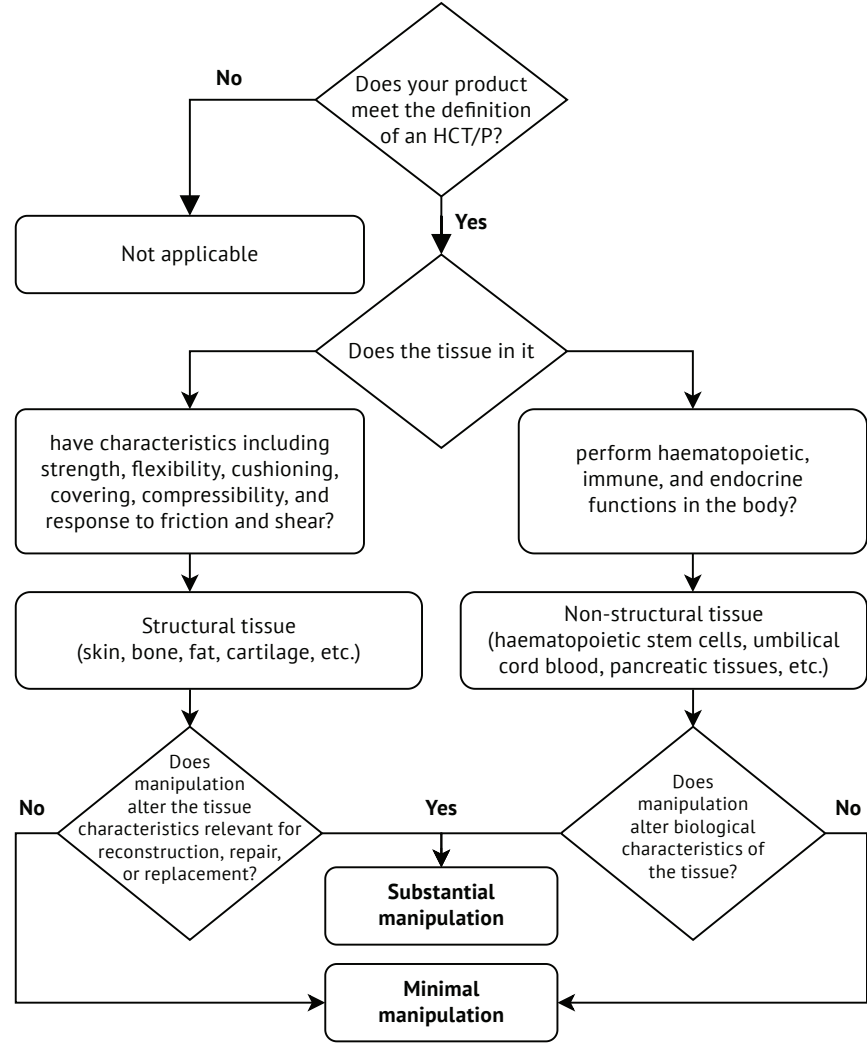 Does your product
meet the definition
of an HCT/P?
No
Yes
Not applicable
Does the tissue in it
have characteristics including
strength, flexibility, cushioning,
covering, compressibility, and
response to friction and shear?
perform haematopoietic,
immune, and endocrine
functions in the body?
Structural tissue
(skin, bone, fat, cartilage, etc.)
Non-structural tissue
(haematopoietic stem cells, umbilical
cord blood, pancreatic tissues, etc.)
Does
manipulation
alter the tissue
characteristics relevant for
reconstruction, repair,
or replacement?
No
Yes
Does
manipulation
alter biological
characteristics of
the tissue?
No
Substantial
manipulation
Minimal
manipulation